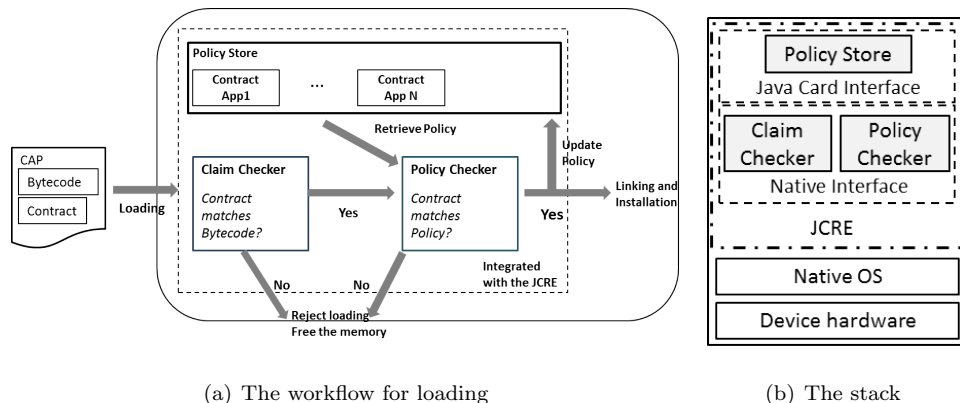 Policy Store
Contract
App1
...
Contract
App N
Retrieve Policy
Update
Policy
CAP
Bytecode
Contract
Loading
Claim Checker
Contract
matches
Bytecode?
Yes
Policy Checker
Contract
matches
Policy?
Yes
Linking and
Installation
Integrated
with the JCRE
No
No
Reject loading
Free the memory
(a) The workflow for loading
Policy Store
Java Card Interface
Claim
Checker
Policy
Checker
Native Interface
JCRE
Native OS
Device hardware
(b) The stack